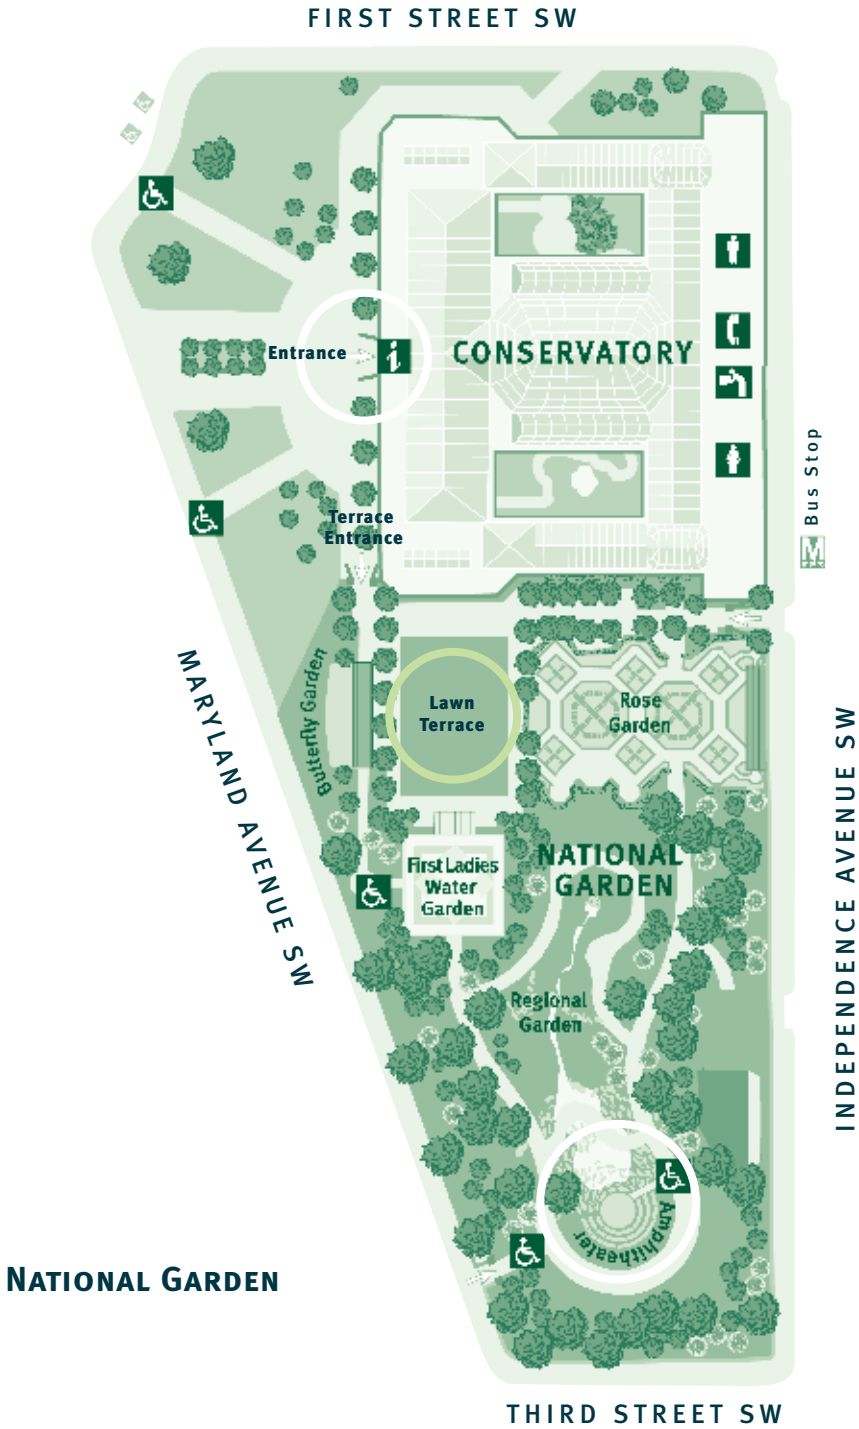 FIRST STREET SW
Entrance
i
CONSERVATORY
Bus Stop
M
Terrace
Entrance
MARYLAND AVENUE SW
Butterfly Garden
Lawn
Terrace
Rose
Garden
INDEPENDENCE AVENUE SW
First Ladies
Water
Garden
NATIONAL
GARDEN
Regional
Garden
Amphitheater
NATIONAL GARDEN
THIRD STREET SW